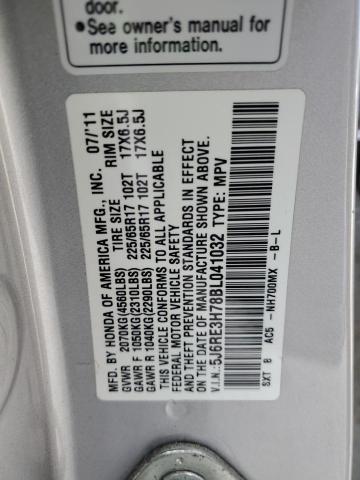 door.
•See owner's manual for more
information.
MFD. BY HONDA OF AMERICA MFG., INC. 07/'11
TIRE SIZE RIM SIZE
GVWR 2070KG(4560LBS)
GAWR F 1050KG(2310LBS) 225/65R17 102T 17X6.5J
GAWR R 1040KG(2290LBS) 225/65R17 102T 17X6.5J
THIS VEHICLE CONFORMS TO ALL APPLICABLE
FEDERAL MOTOR VEHICLE SAFETY
AND THEFT PREVENTION STANDARDS IN EFFECT
ON THE DATE OF MANUFACTURE SHOWN ABOVE.
V.I.N.: 5J6RE3H78BL041032 TYPE: MPV
SXT B AC5 -NH700MX -B-L